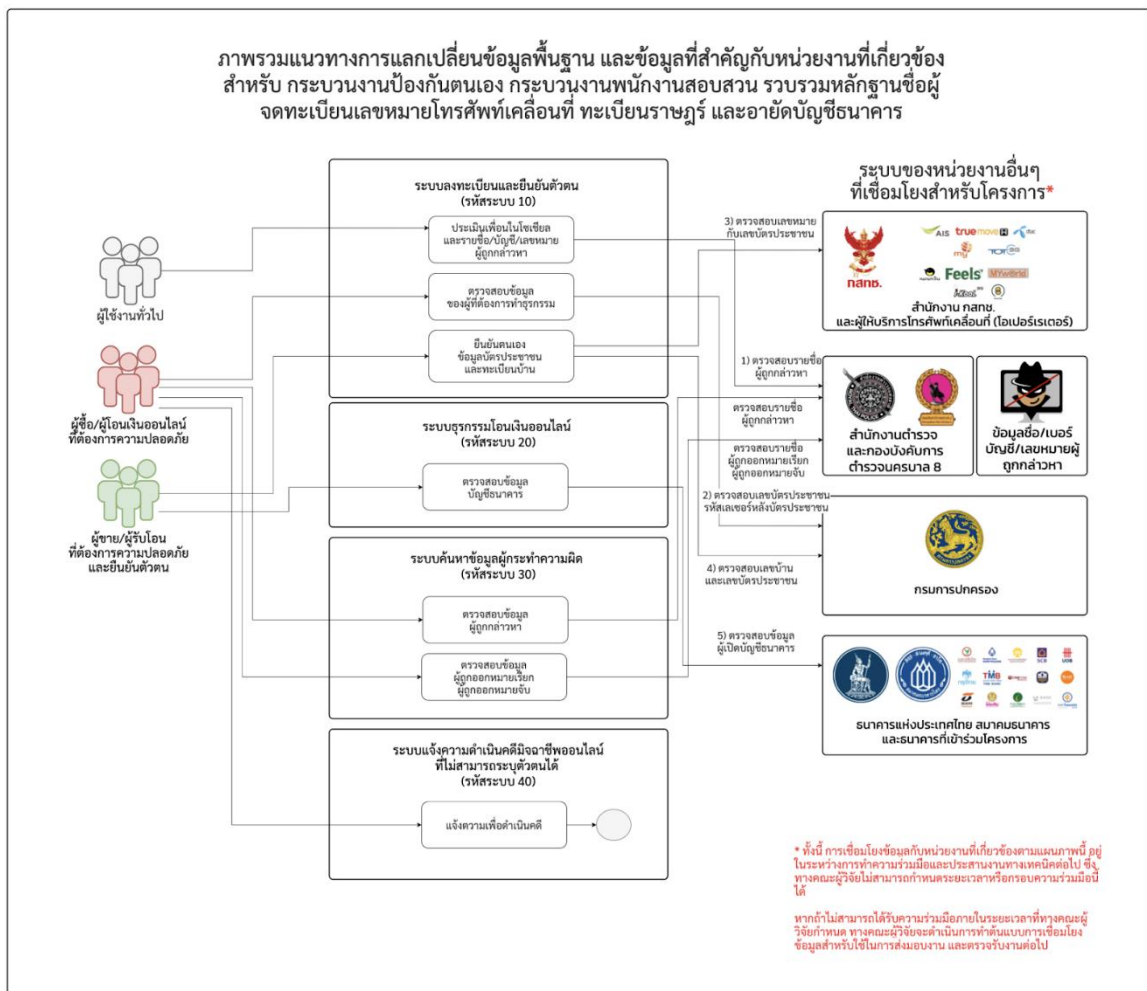 ภาพรวมแนวทางการแลกเปลี่ยนข้อมูลพื้นฐาน และข้อมูลที่สำคัญกับหน่วยงานที่เกี่ยวข้อง
สำหรับ กระบวนงานป้องกันตนเอง กระบวนงานพนักงานสอบสวน รวบรวมหลักฐานชื่อผู้
จดทะเบียนเลขหมายโทรศัพท์เคลื่อนที่ ทะเบียนราษฎร์ และอายัดบัญชีธนาคาร
ผู้ใช้งานทั่วไป
ผู้ซื้อ/ผู้โอนเงินออนไลน์
ที่ต้องการความปลอดภัย
ผู้ขาย/ผู้รับโอน
ที่ต้องการความปลอดภัย
และยืนยันตัวตน
ระบบลงทะเบียนและยืนยันตัวตน
(รหัสระบบ 10)
ประเมินเพื่อนในโซเชียล
และรายชื่อ/บัญชี/เลขหมาย
ผู้ถูกกล่าวหา
ตรวจสอบข้อมูล
ของผู้ที่ต้องการทำธุรกรรม
ยืนยันตนเอง
ข้อมูลบัตรประชาชน
และทะเบียนบ้าน
ระบบธุรกรรมโอนเงินออนไลน์
(รหัสระบบ 20)
ตรวจสอบข้อมูล
บัญชีธนาคาร
ระบบค้นหาข้อมูลผู้กระทำความผิด
(รหัสระบบ 30)
ตรวจสอบข้อมูล
ผู้ถูกกล่าวหา
ตรวจสอบข้อมูล
ผู้ถูกออกหมายเรียก
ผู้ถูกออกหมายจับ
ระบบแจ้งความดำเนินคดีมิจฉาชีพออนไลน์
ที่ไม่สามารถระบุตัวตนได้
(รหัสระบบ 40)
แจ้งความเพื่อดำเนินคดี
3) ตรวจสอบเลขหมาย
กับเลขบัตรประชาชน
1) ตรวจสอบรายชื่อ
ผู้ถูกกล่าวหา
ตรวจสอบรายชื่อ
ผู้ถูกกล่าวหา
ตรวจสอบรายชื่อ
ผู้ถูกออกหมายเรียก
ผู้ถูกออกหมายจับ
2) ตรวจสอบเลขบัตรประชาชน
รหัสเลเซอร์หลังบัตรประชาชน
4) ตรวจสอบเลขบ้าน
และเลขบัตรประชาชน
5) ตรวจสอบข้อมูล
ผู้เปิดบัญชีธนาคาร
ระบบของหน่วยงานอื่นๆ
ที่เชื่อมโยงสำหรับโครงการ*
กสทช.
AIS truemove H dtac
my
Feels MYwOrld
สำนักงาน กสทช.
และผู้ให้บริการโทรศัพท์เคลื่อนที่ (โอเปอร์เรเตอร์)
สำนักงานตำรวจ
และกองบังคับการ
ตำรวจนครบาล 8
ข้อมูลชื่อ/เบอร์
บัญชี/เลขหมายผู้
ถูกกล่าวหา
กรมการปกครอง
SCB UOB
TMB
ธนาคารแห่งประเทศไทย สมาคมธนาคาร
และธนาคารที่เข้าร่วมโครงการ
* ทั้งนี้ การเชื่อมโยงข้อมูลกับหน่วยงานที่เกี่ยวข้องตามแผนภาพนี้ อยู่
ในระหว่างการทำความร่วมมือและประสานงานทางเทคนิคต่อไป ซึ่ง
ทางคณะผู้วิจัยไม่สามารถกำหนดระยะเวลาหรือกรอบความร่วมมือนี้
ได้
หากถ้าไม่สามารถได้รับความร่วมมือภายในระยะเวลาที่ทางคณะผู้
วิจัยกำหนด ทางคณะผู้วิจัยจะดำเนินการทำต้นแบบการเชื่อมโยง
ข้อมูลสำหรับใช้ในการส่งมอบงาน และตรวจรับงานต่อไป